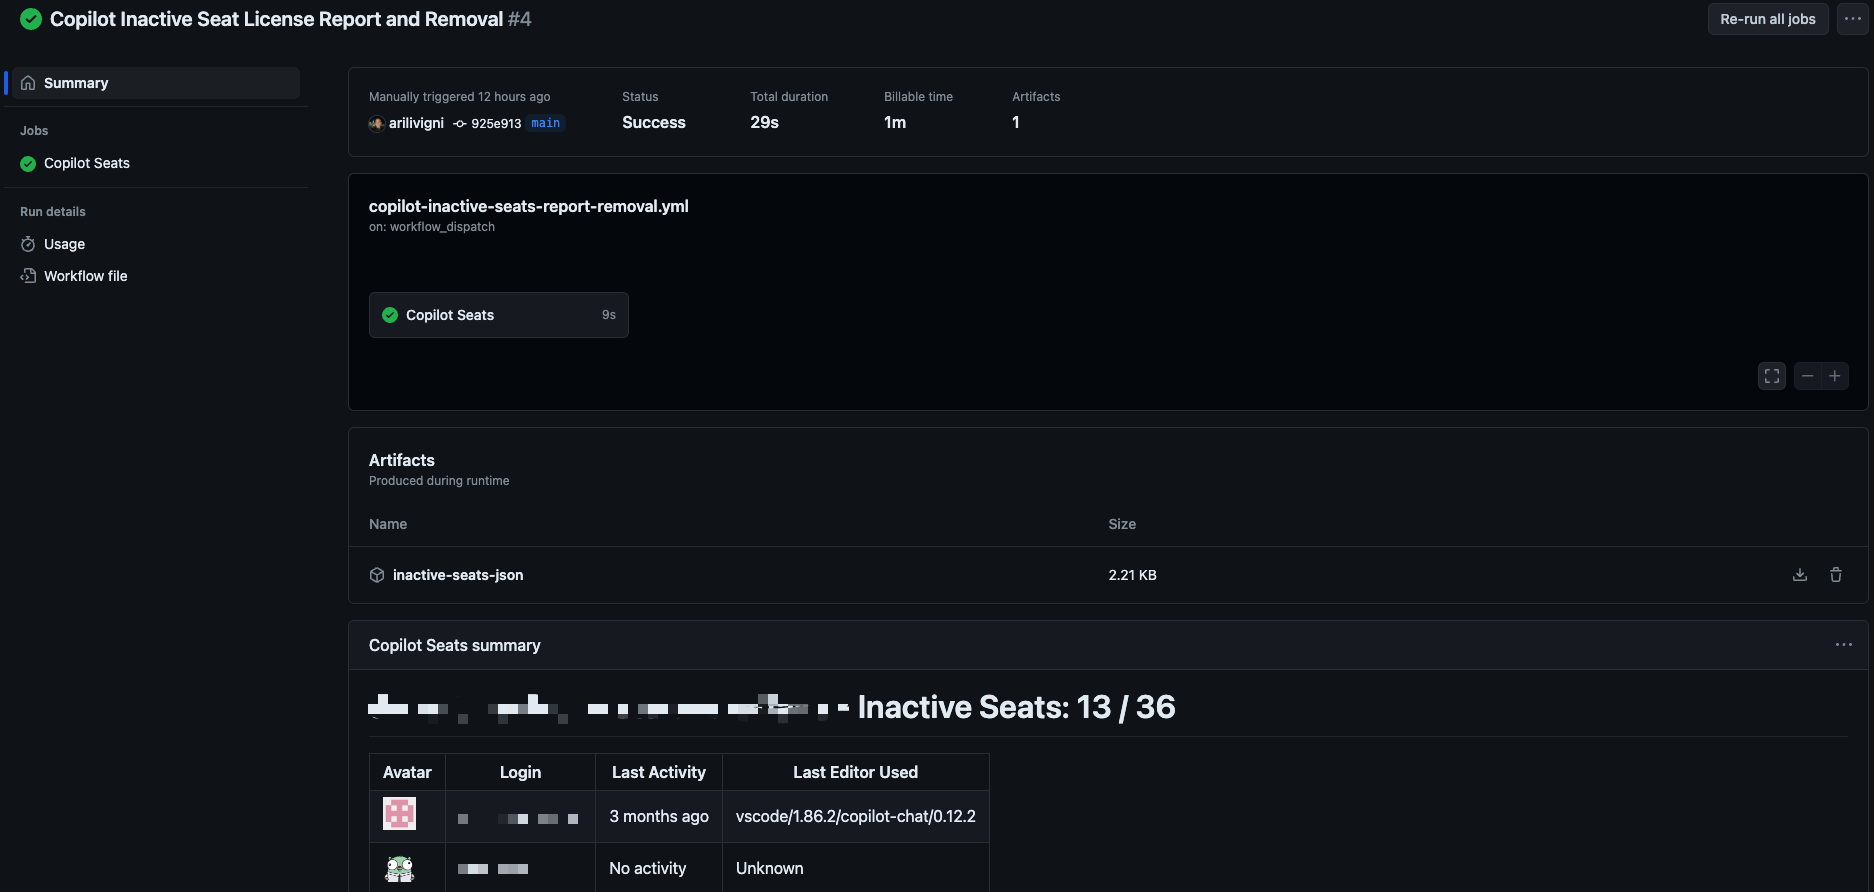 Copilot Inactive Seat License Report and Removal #4
Re-run all jobs
Summary
Jobs
Copilot Seats
Run details
Usage
Workflow file
Manually triggered 12 hours ago
arilivigni 925e913 main
Status
Success
Total duration
29s
Billable time
1m
Artifacts
1
copilot-inactive-seats-report-removal.yml
on: workflow_dispatch
Copilot Seats 9s
Artifacts
Produced during runtime
Name Size
inactive-seats-json 2.21 KB
Copilot Seats summary
- Inactive Seats: 13 / 36
Avatar Login Last Activity Last Editor Used
3 months ago vscode/1.86.2/copilot-chat/0.12.2
No activity Unknown